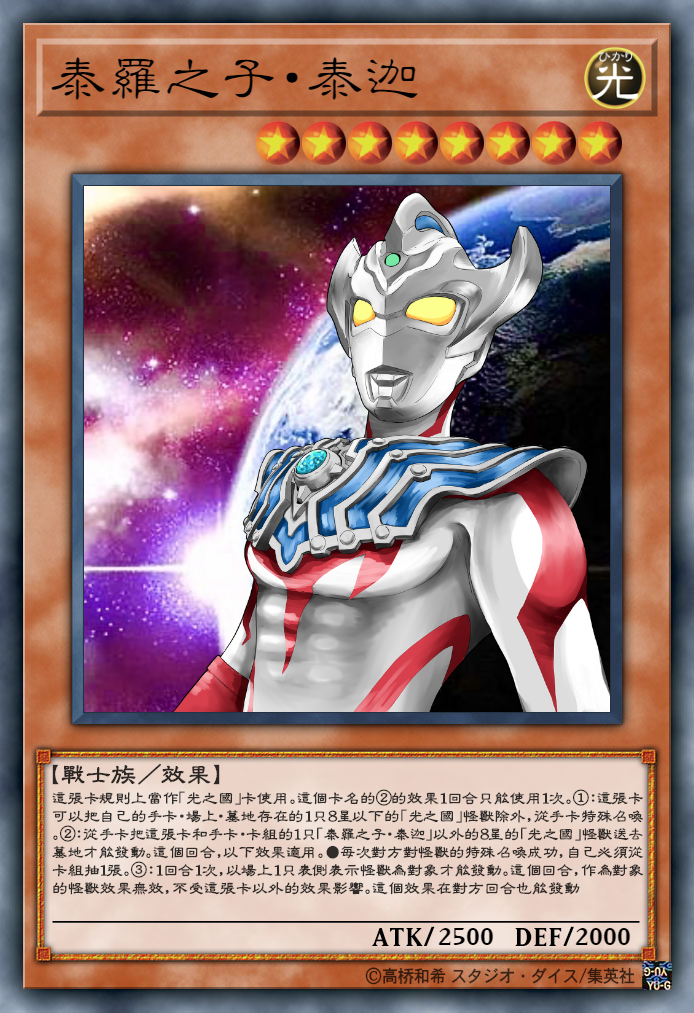 泰羅之子・泰迦
ひかり
光
【戰士族／效果】
這張卡規則上當作「光之國」卡使用。這個卡名的②的效果1回合只能使用1次。①：這張卡
可以把自己的手卡・場上・墓地存在的1只8星以下的「光之國」怪獸除外，從手卡特殊召喚
。②：從手卡把這張卡和手卡・卡組的1只「泰羅之子・泰迦」以外的8星的「光之國」怪獸送去
墓地才能發動。這個回合，以下效果適用。●每次對方對怪獸的特殊召喚成功，自己必須從
卡組抽1張。③：1回合1次，以場上1只表側表示怪獸為對象才能發動。這個回合，作為對象
的怪獸效果無效，不受這張卡以外的效果影響。這個效果在對方回合也能發動
ATK/2500 DEF/2000
©高桥和希 スタジオ・ダイス/集英社